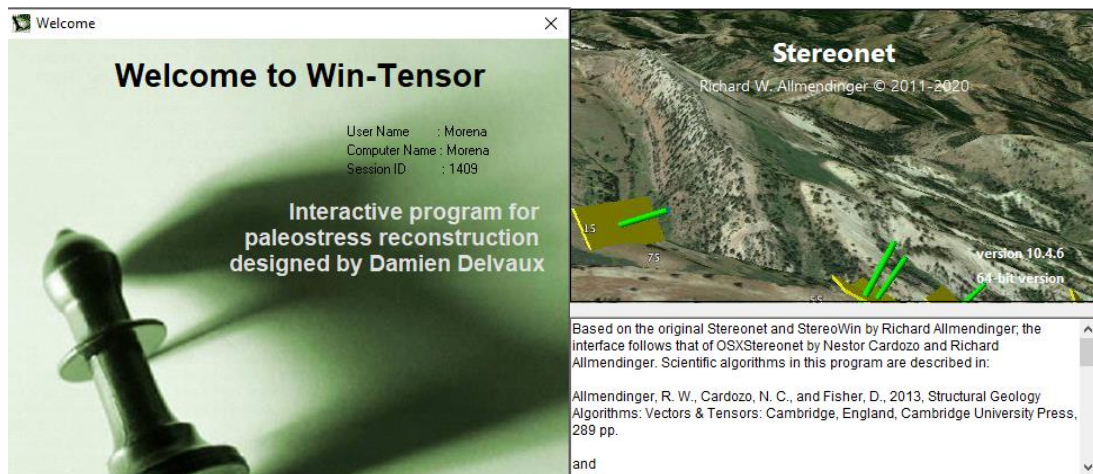 Welcome
Welcome to Win-Tensor
User Name : Morena
Computer Name : Morena
Session ID : 1409
Interactive program for
paleostress reconstruction
designed by Damien Delvaux
Stereonet
Richard W. Allmendinger © 2011-2020
15
75
55
version 10.4.6
64-bit version
Based on the original Stereonet and StereoWin by Richard Allmendinger; the
interface follows that of OSXStereonet by Nestor Cardozo and Richard
Allmendinger. Scientific algorithms in this program are described in:
Allmendinger, R. W., Cardozo, N. C., and Fisher, D., 2013, Structural Geology
Algorithms: Vectors & Tensors: Cambridge, England, Cambridge University Press,
289 pp.
and